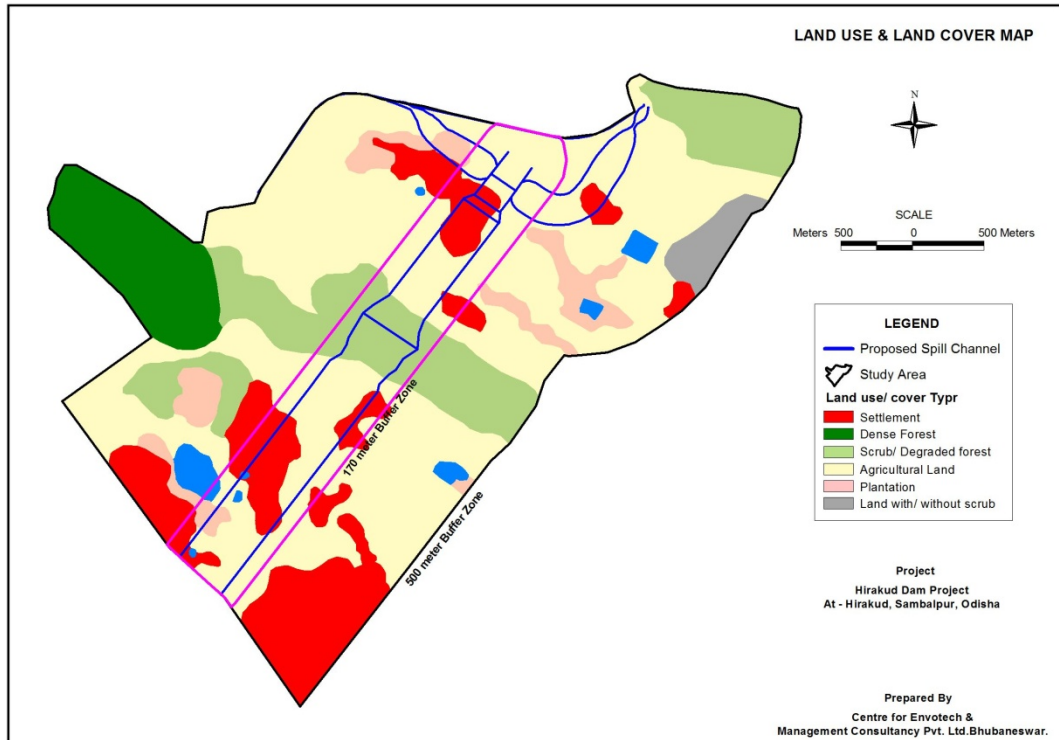 LAND USE & LAND COVER MAP
N
SCALE
Meters 500 0 500 Meters
LEGEND
Proposed Spill Channel
Study Area
Land use/ cover Typr
Settlement
Dense Forest
Scrub/ Degraded forest
Agricultural Land
Plantation
Land with/ without scrub
170 meter Buffer Zone
500 meter Buffer Zone
Project
Hirakud Dam Project
At - Hirakud, Sambalpur, Odisha
Prepared By
Centre for Envotech &
Management Consultancy Pvt. Ltd.Bhubaneswar.